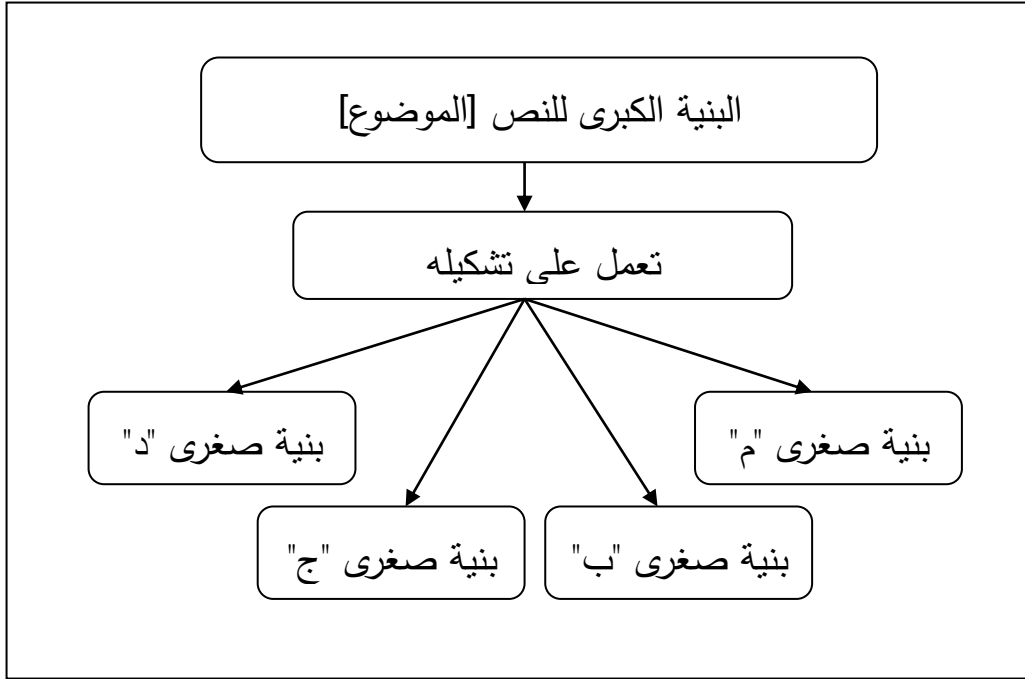 البنية الكبرى للنص [الموضوع]
تعمل على تشكيله
بنية صغرى "م"
بنية صغرى "د"
بنية صغرى "ب"
بنية صغرى "ج"